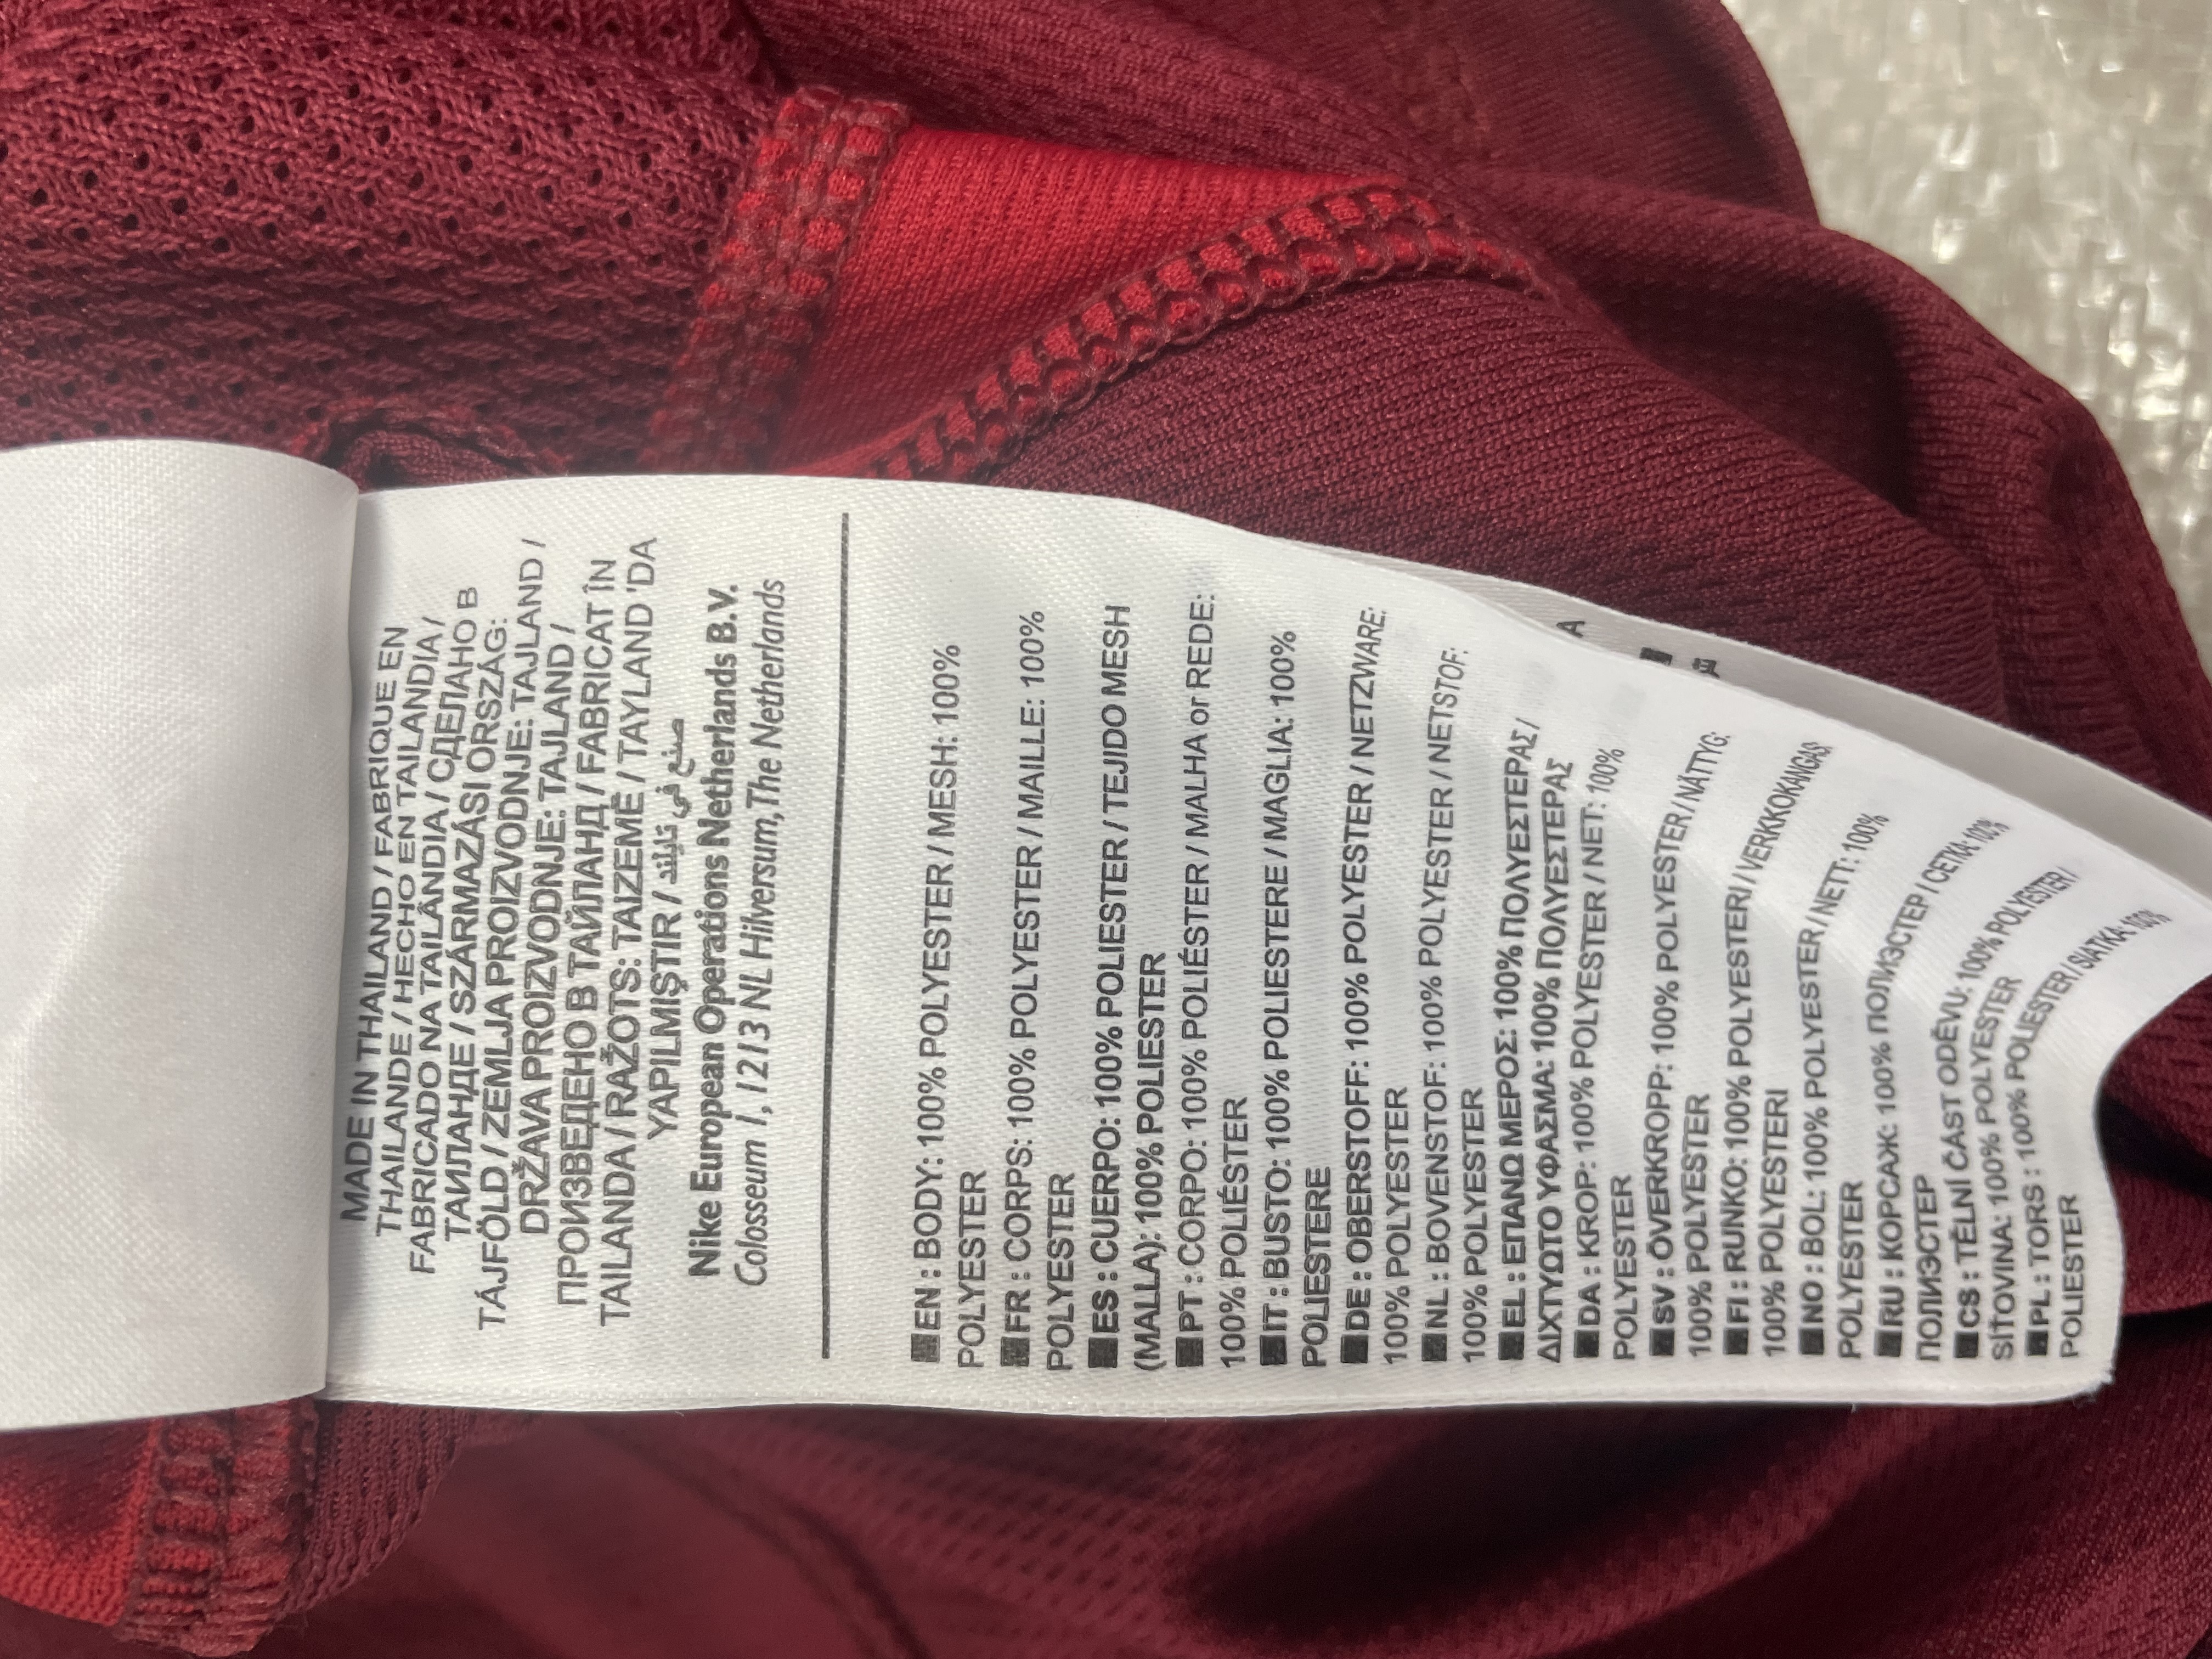 MADE IN THAILAND / FABRIQUE EN
THAILANDE / HECHO EN TAILANDIA /
FABRICADO NA TAILÂNDIA / СДЕЛАНО В
ТАИЛАНДЕ / SZÁRMAZÁSI ORSZÁG:
TÁJFÖLD / ZEMLJA PROIZVODNJE: TAJLAND /
DRŽAVA PROIZVODNJE: TAJLAND /
ПРОИЗВЕДЕНО В ТАЙЛАНД / FABRICAT ÎN
TAILANDA / RAŽOTS: TAIZEMĒ / TAYLAND 'DA
YAPILMIŞTIR / صنع في تايلند
Nike European Operations Netherlands B.V.
Colosseum 1, 1213 NL Hilversum, The Netherlands
EN : BODY: 100% POLYESTER / MESH: 100%
POLYESTER
FR : CORPS: 100% POLYESTER / MAILLE: 100%
POLYESTER
ES : CUERPO: 100% POLIESTER / TEJIDO MESH
(MALLA): 100% POLIESTER
PT : CORPO: 100% POLIÉSTER / MALHA or REDE:
100% POLIÉSTER
IT : BUSTO: 100% POLIESTERE / MAGLIA: 100%
POLIESTERE
DE : OBERSTOFF: 100% POLYESTER / NETZWARE:
100% POLYESTER
NL : BOVENSTOF: 100% POLYESTER / NETSTOF:
100% POLYESTER
EL : ΕΠΑΝΩ ΜΕΡΟΣ: 100% ΠΟΛΥΕΣΤΕΡΑΣ /
ΔΙΧΤΥΩΤΟ ΥΦΑΣΜΑ: 100% ΠΟΛΥΕΣΤΕΡΑΣ
DA : KROP: 100% POLYESTER / NET: 100%
POLYESTER
SV : ÖVERKROPP: 100% POLYESTER / NÄTTYG:
100% POLYESTER
FI : RUNKO: 100% POLYESTERI / VERKKOKANGAS:
100% POLYESTERI
NO : BOL: 100% POLYESTER / NETT: 100%
POLYESTER
RU : КОРСАЖ: 100% ПОЛИЭСТЕР / СЕТКА: 100%
ПОЛИЭСТЕР
CS : TĚLNÍ ČÁST ODĚVU: 100% POLYESTER /
SÍŤOVINA: 100% POLYESTER
PL : TORS : 100% POLIESTER / SIATKA: 100%
POLIESTER